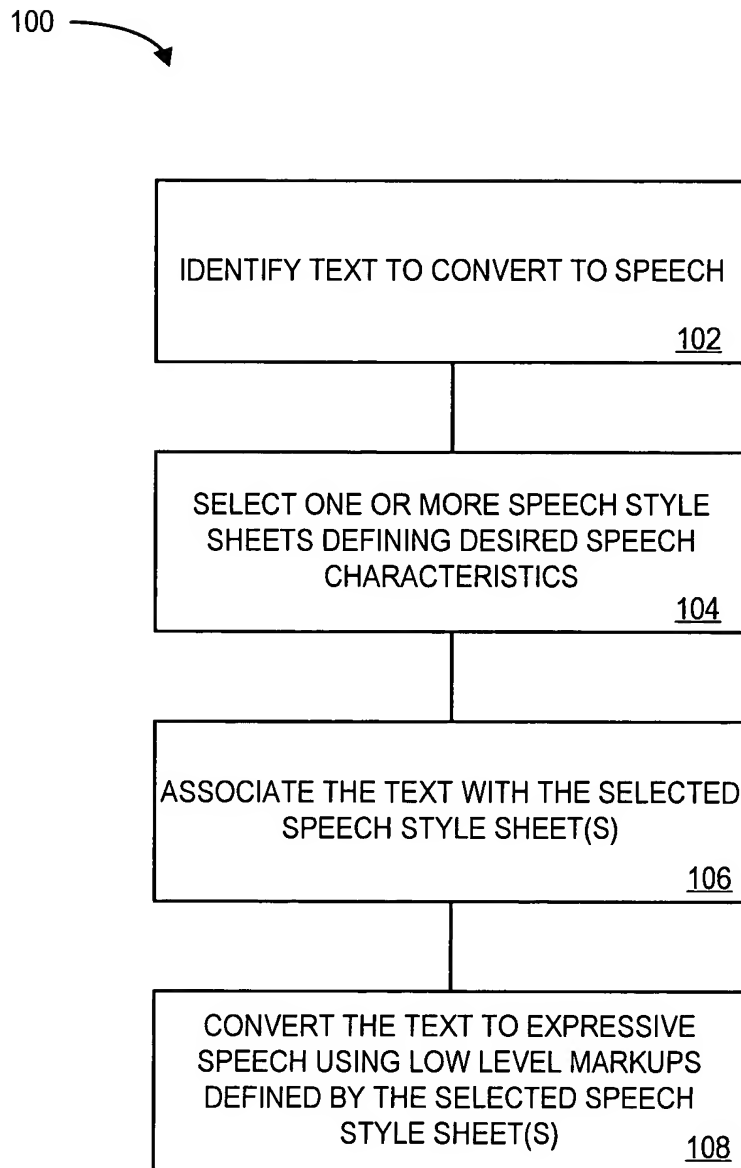 100
IDENTIFY TEXT TO CONVERT TO SPEECH
102
SELECT ONE OR MORE SPEECH STYLE
SHEETS DEFINING DESIRED SPEECH
CHARACTERISTICS
104
ASSOCIATE THE TEXT WITH THE SELECTED
SPEECH STYLE SHEET(S)
106
CONVERT THE TEXT TO EXPRESSIVE
SPEECH USING LOW LEVEL MARKUPS
DEFINED BY THE SELECTED SPEECH
STYLE SHEET(S)
108